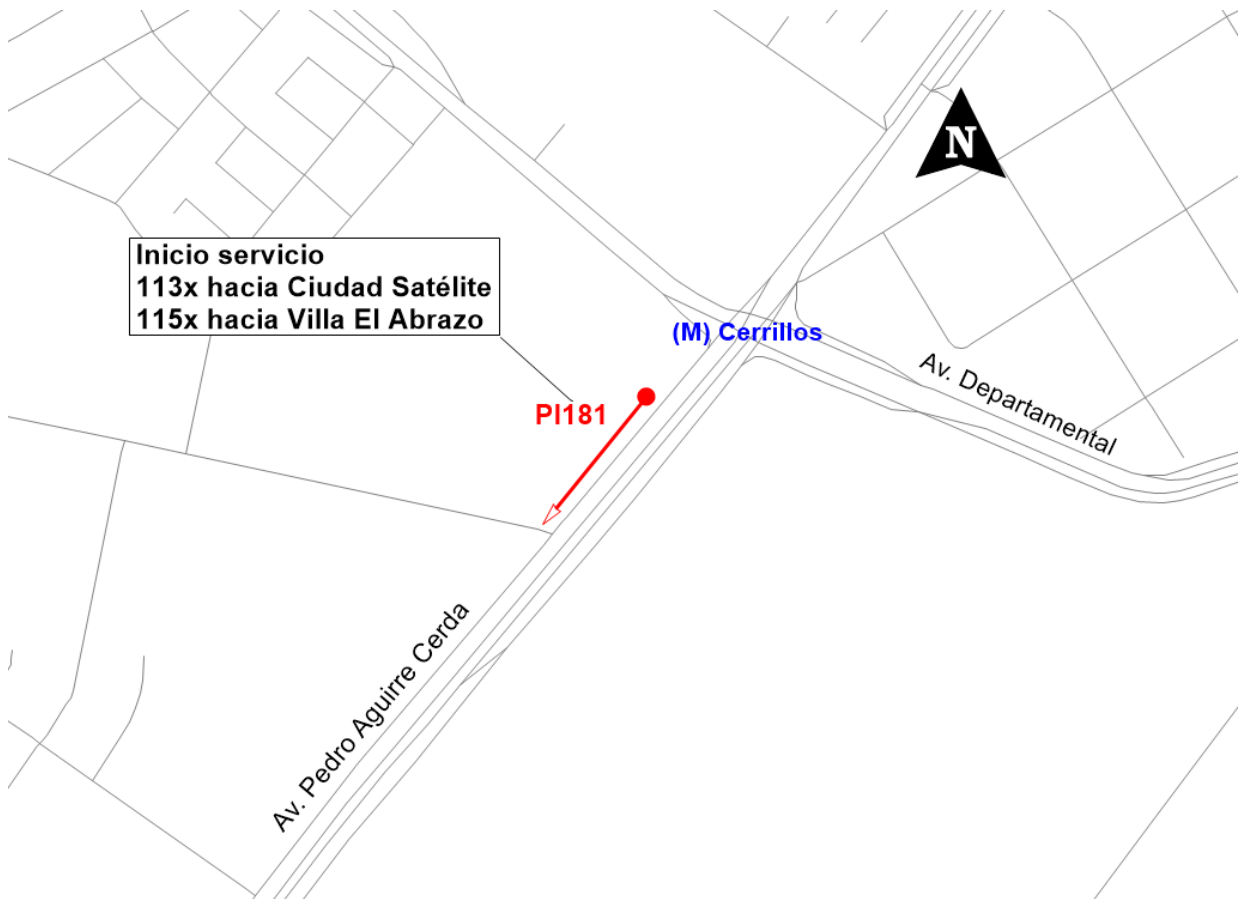 N
Inicio servicio
113x hacia Ciudad Satélite
115x hacia Villa El Abrazo
(M) Cerrillos
Av. Departamental
PI181
Av. Pedro Aguirre Cerda